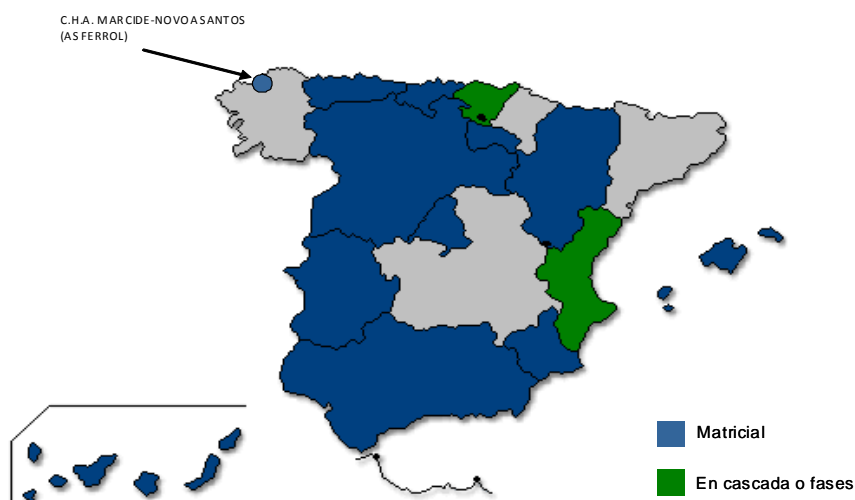 C.H.A. MARCIDE-NOVOA SANTOS
(AS FERROL)
Matricial
En cascada o fases